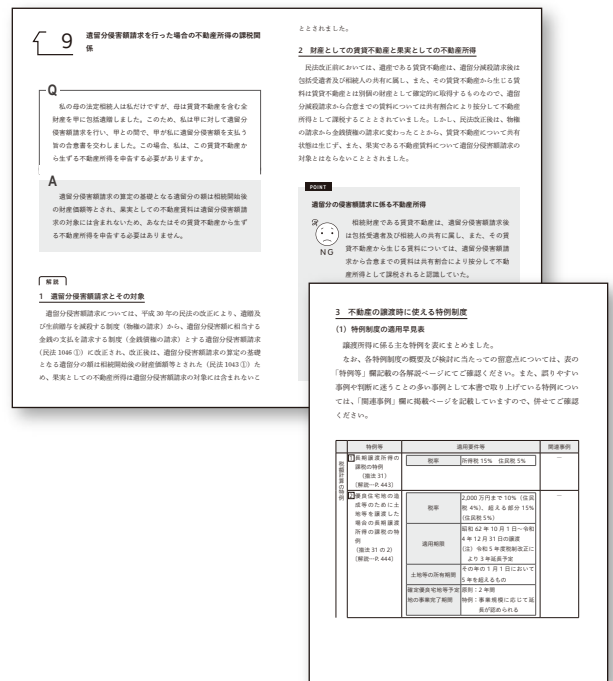 9
遺留分侵害額請求を行った場合の不動産所得の課税関
係
Q
私の母の法定相続人は私だけですが、母は賃貸不動産を含む全
財産を甲に包括遺贈しました。このため、私は甲に対して遺留分
侵害額請求を行い、甲との間で、甲が私に遺留分侵害額を支払う
旨の合意書を交わしました。この場合、私は、この賃貸不動産か
ら生ずる不動産所得を申告する必要がありますか。
A
遺留分侵害額請求の算定の基礎となる遺留分の額は相続開始後
の財産価額等とされ、果実としての不動産賃料は遺留分侵害額請
求の対象には含まれないため、あなたはその賃貸不動産から生ず
る不動産所得を申告する必要はありません。
解説
1 遺留分侵害額請求とその対象
遺留分侵害額請求については、平成 30 年の民法の改正により、遺贈及
び生前贈与を減殺する制度（物権の請求）から、遺留分侵害額に相当する
金銭の支払を請求する制度（金銭債権の請求）とする遺留分侵害額請求
（民法 1046 ①）に改正され、改正後は、遺留分侵害額請求の算定の基礎
となる遺留分の額は相続開始後の財産価額等とされた（民法 1043 ①）た
め、果実としての不動産所得は遺留分侵害額請求の対象には含まれないこ
ととされました。
2 財産としての賃貸不動産と果実としての不動産所得
民法改正前においては、遺産である賃貸不動産は、遺留分減殺請求後は
包括受遺者及び相続人の共有に属し、また、その賃貸不動産から生じる賃
料は賃貸不動産とは別個の財産として確定的に取得するものなので、遺留
分減殺請求から合意までの賃料については共有割合により按分して不動産
所得として課税することとされていました。しかし、民法改正後は、物権
の請求から金銭債権の請求に変わったことから、賃貸不動産について共有
状態は生じず、また、果実である不動産賃料について遺留分侵害額請求の
対象とはならないこととされました。
POINT
遺留分の侵害額請求に係る不動産所得
NG
相続財産である賃貸不動産は、遺留分侵害額請求後
は包括受遺者及び相続人の共有に属し、また、その賃
貸不動産から生じる賃料については、遺留分侵害額請
求から合意までの賃料は共有割合により按分して不動
産所得として課税されると認識していた。
3 不動産の譲渡時に使える特例制度
(1) 特例制度の適用早見表
譲渡所得に係る主な特例を表にまとめました。
なお、各特例制度の概要及び検討に当たっての留意点については、表の
「特例等」欄記載の各解説ページにてご確認ください。また、誤りやすい
事例や判断に迷うことの多い事例として本書で取り上げている特例につい
ては、「関連事例」欄に掲載ページを記載していますので、併せてご確認
ください。
特例等 適用要件等 関連事例
税額計算の特例
1 長期譲渡所得の
課税の特例
（措法 31）
〔解説…P. 443〕
税率 所得税 15% 住民税 5%
―
2 優良住宅地の造
成等のために土
地等を譲渡した
場合の長期譲渡
所得の課税の特
例
（措法 31 の 2）
〔解説…P. 444〕
税率
2,000 万円まで 10%（住民
税 4%）、超える部分 15%
（住民税 5%）
―
適用期限
昭和 62 年 10 月 1 日～令和
4 年 12 月 31 日の譲渡
（注）令和 5 年度税制改正に
より 3 年延長予定
土地等の所有期間
その年の 1 月 1 日において
5 年を超えるもの
確定優良住宅地等予定
地の事業完了期間
原則：2 年間
特例：事業規模に応じて延
長が認められる